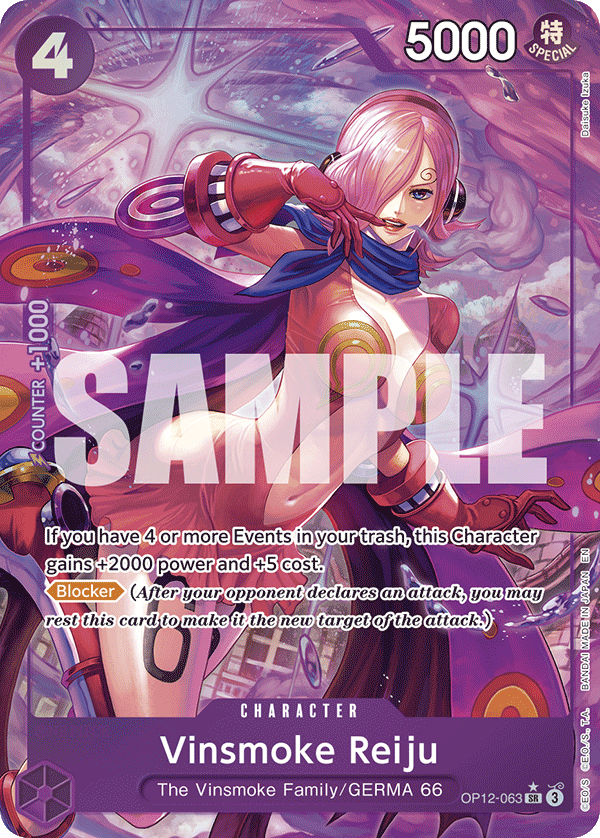 4
5000
特
SPECIAL
Daisuke Izuka
COUNTER +1000
SAMPLE
If you have 4 or more Events in your trash, this Character
gains +2000 power and +5 cost.
Blocker (After your opponent declares an attack, you may
rest this card to make it the new target of the attack.)
©E.O/S ©E.O./S., T.A. BANDAI MADE IN JAPAN EN
CHARACTER
Vinsmoke Reiju
The Vinsmoke Family/GERMA 66
OP12-063 SR 3